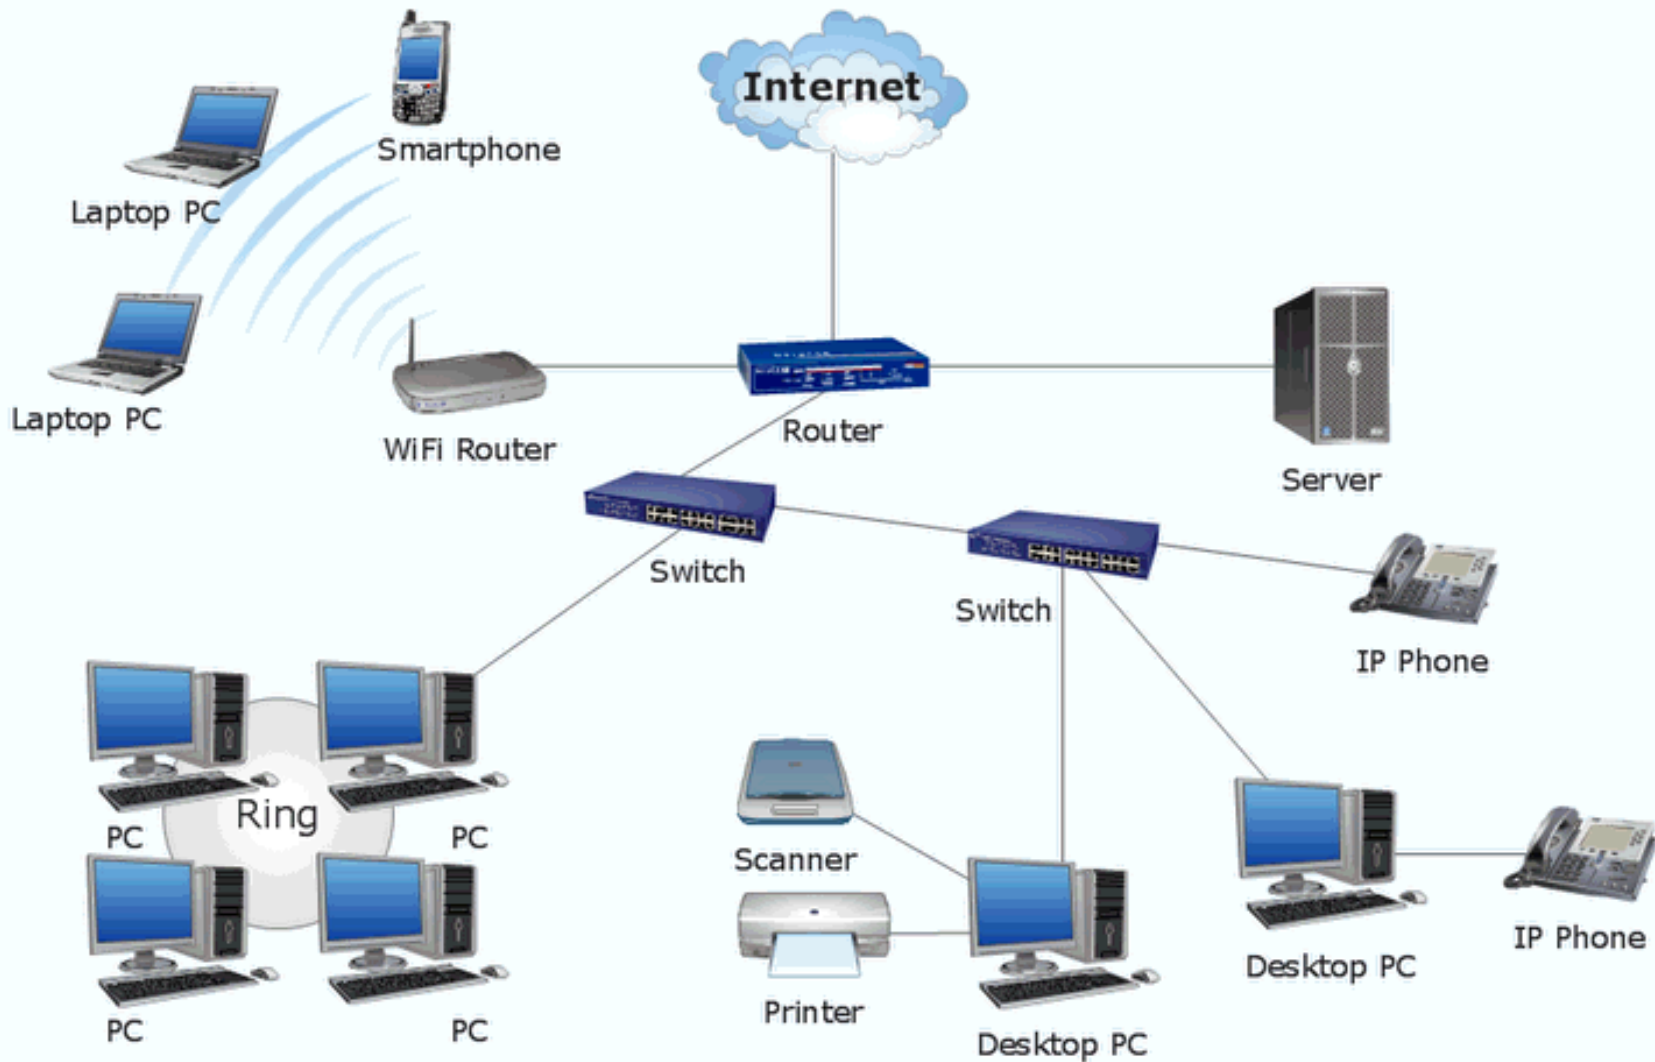 Internet
Smartphone
Laptop PC
Laptop PC
WiFi Router
Router
Server
Switch
Switch
IP Phone
Ring
PC
PC
PC
PC
Scanner
Printer
Desktop PC
Desktop PC
IP Phone